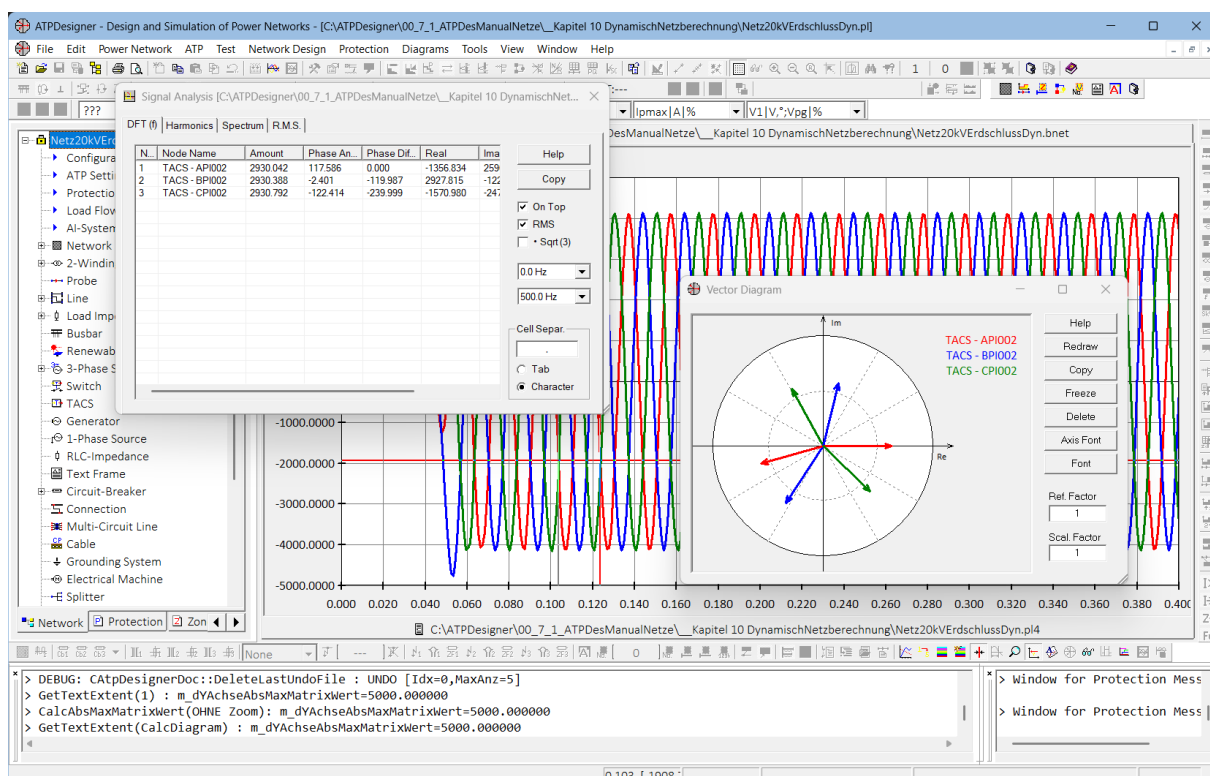 ATPDesigner - Design and Simulation of Power Networks - [C:\ATPDesigner\00_7_1_ATPDesManualNetze\__Kapitel 10 DynamischNetzberechnung\Netz20kVErdschlussDyn.pl]
File Edit Power Network ATP Test Network Design Protection Diagrams Tools View Window Help
1 0
???
Ipmax|A|% V1|V,°;Vpg|%
Signal Analysis [C:\ATPDesigner\00_7_1_ATPDesManualNetze\__Kapitel 10 DynamischNet...
DesManualNetze\__Kapitel 10 DynamischNetzberechnung\Netz20kVErdschlussDyn.bnet
DFT (f) Harmonics Spectrum R.M.S.
N... Node Name Amount Phase An... Phase Dif... Real Ima
1 TACS - API002 2930.042 117.586 0.000 -1356.834 259
2 TACS - BPI002 2930.388 -2.401 -119.987 2927.815 -122
3 TACS - CPI002 2930.792 -122.414 -239.999 -1570.980 -247
Help
Copy
On Top
RMS
• Sqrt(3)
0.0 Hz
500.0 Hz
Cell Separ.
Tab
Character
Netz20kVErd
Configura
ATP Setti
Protectio
Load Flow
AI-System
Network
2-Windin
Probe
Line
Load Imp
Busbar
Renewab
3-Phase S
Switch
TACS
Generator
1-Phase Source
RLC-Impedance
Text Frame
Circuit-Breaker
Connection
Multi-Circuit Line
Cable
Grounding System
Electrical Machine
Splitter
Network Protection Zon
-1000.0000
-2000.0000
-3000.0000
-4000.0000
-5000.0000
0.000 0.020 0.040 0.060 0.080 0.100 0.120 0.140 0.160 0.180 0.200 0.220 0.240 0.260 0.280 0.300 0.320 0.340 0.360 0.380 0.400
Vector Diagram
Im
Re
TACS - API002
TACS - BPI002
TACS - CPI002
Help
Redraw
Copy
Freeze
Delete
Axis Font
Font
Ref. Factor
1
Scal. Factor
1
C:\ATPDesigner\00_7_1_ATPDesManualNetze\__Kapitel 10 DynamischNetzberechnung\Netz20kVErdschlussDyn.pl4
None --- 0
> DEBUG: CAtpDesignerDoc::DeleteLastUndoFile : UNDO [Idx=0,MaxAnz=5]
> GetTextExtent(1) : m_dYAchseAbsMaxMatrixWert=5000.000000
> CalcAbsMaxMatrixWert(OHNE Zoom): m_dYAchseAbsMaxMatrixWert=5000.000000
> GetTextExtent(CalcDiagram) : m_dYAchseAbsMaxMatrixWert=5000.000000
> Window for Protection Mess
> Window for Protection Mess